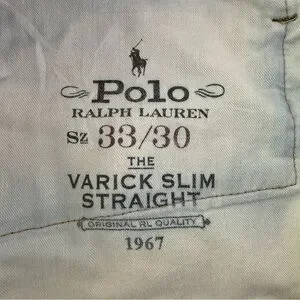 Polo
RALPH LAUREN
Sz 33/30
THE
VARICK SLIM
STRAIGHT
ORIGINAL RL QUALITY
1967